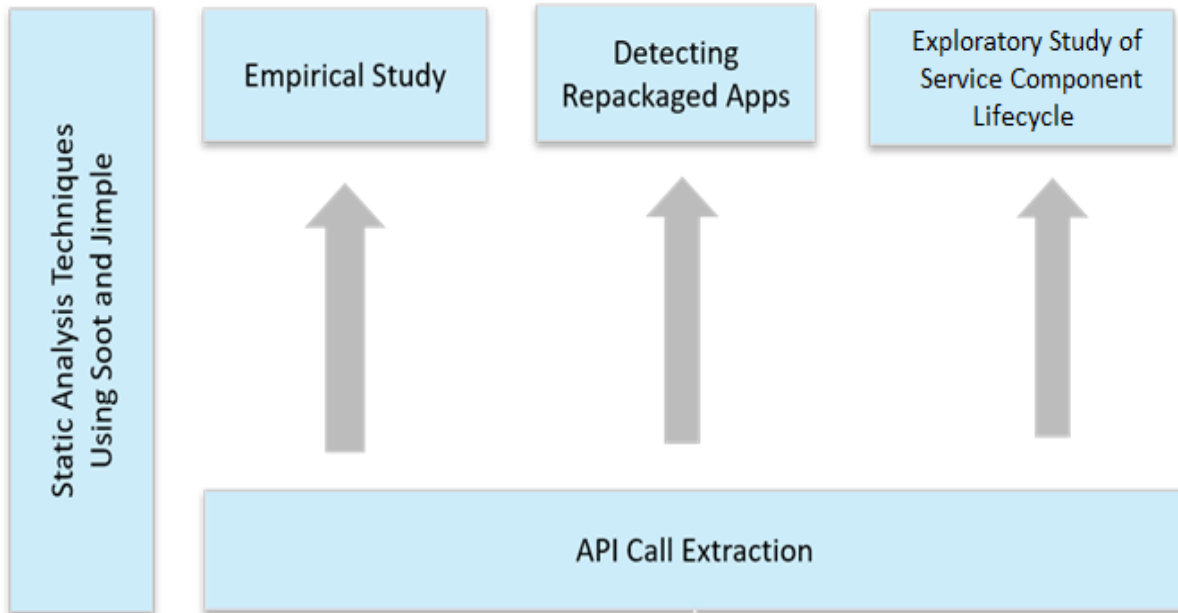 Static Analysis Techniques
Using Soot and Jimple
Empirical Study
Detecting
Repackaged Apps
Exploratory Study of
Service Component
Lifecycle
API Call Extraction